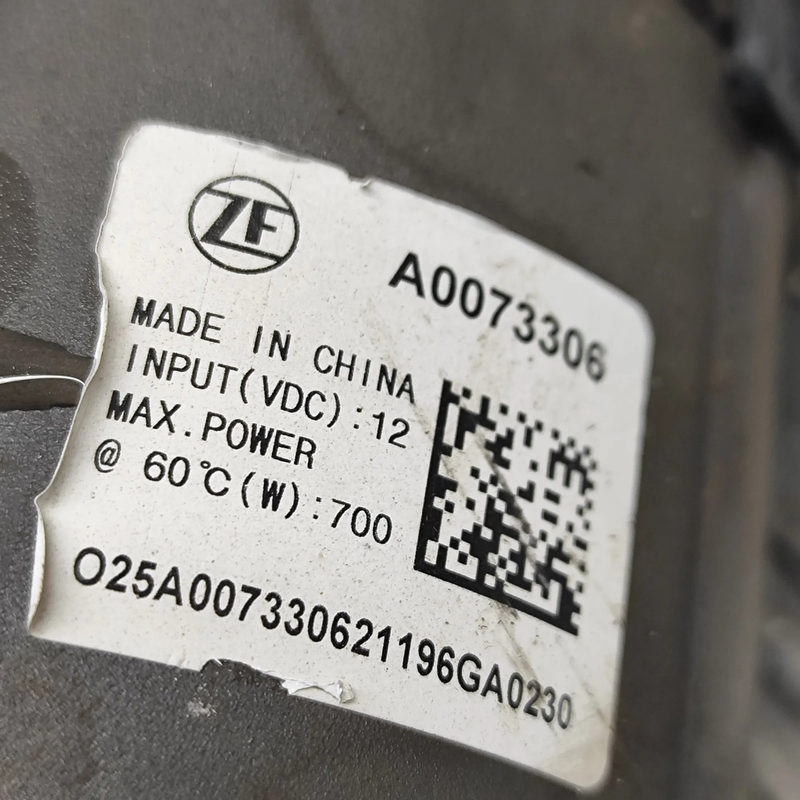 ZF
A0073306
MADE IN CHINA
INPUT(VDC):12
MAX.POWER
@ 60°C(W):700
O25A007330621196GA0230